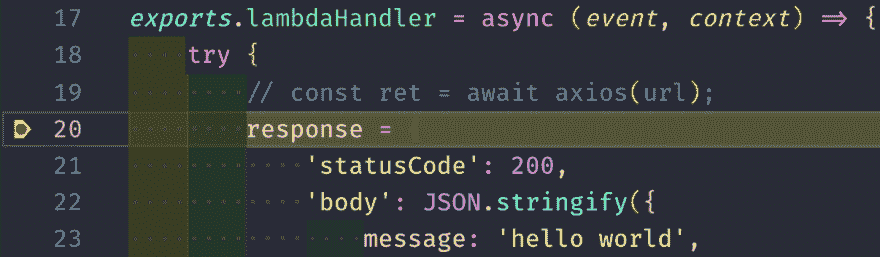 17 exports.lambdaHandler = async (event, context) => {
18 try {
19 // const ret = await axios(url);
20 response =
21 'statusCode': 200,
22 'body': JSON.stringify({
23 message: 'hello world',